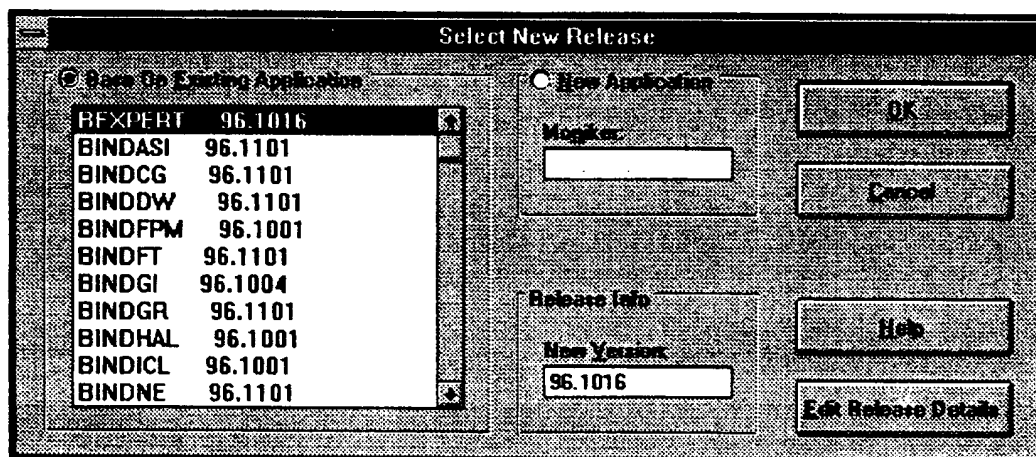 Select New Release
Base On Existing Application
BFXPERT 96.1016
BINDASI 96.1101
BINDCG 96.1101
BINDDW 96.1101
BINDFPM 96.1001
BINDFT 96.1101
BINDGI 96.1004
BINDGR 96.1101
BINDHAL 96.1001
BINDICL 96.1001
BINDNE 96.1101
New Application
Moniker:
Release Info
New Version:
96.1016
OK
Cancel
Help
Edit Release Details